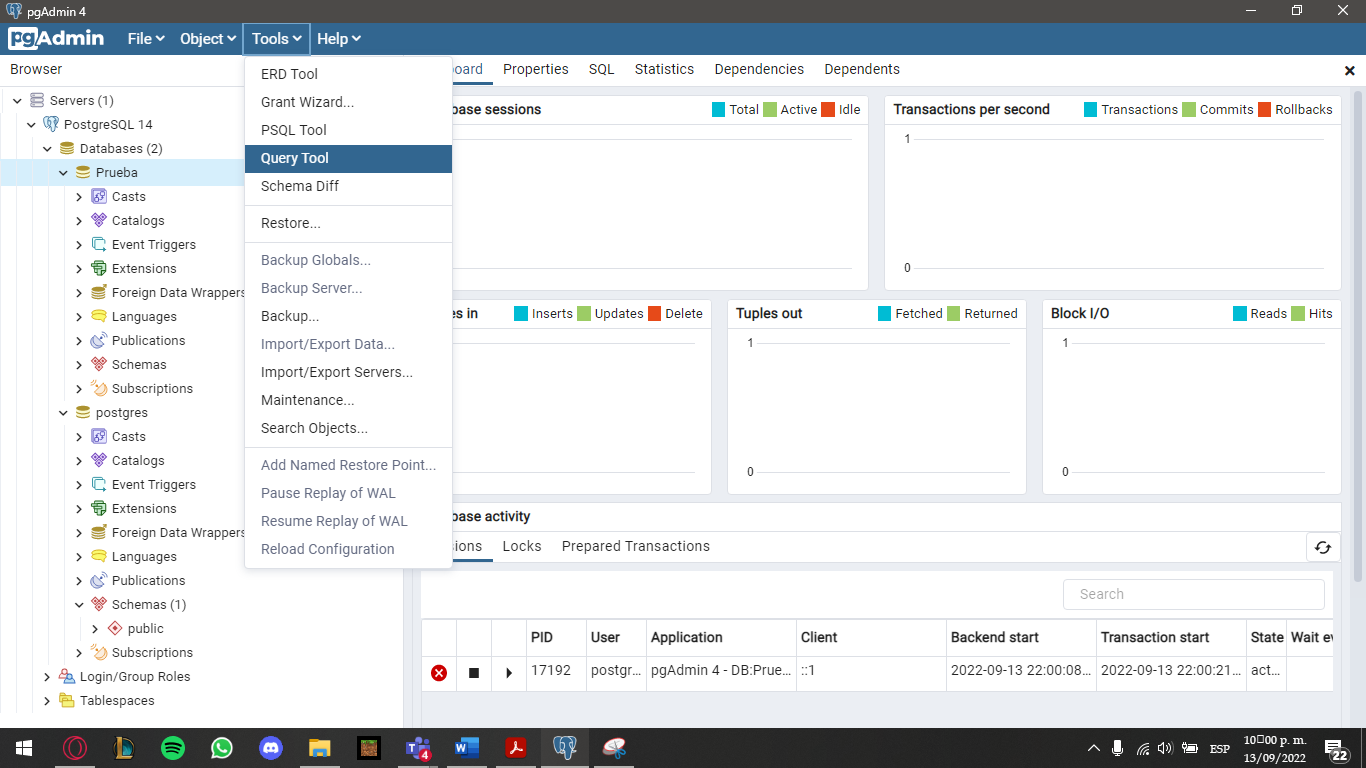 pgAdmin 4
pgAdmin File Object Tools Help
Browser
board Properties SQL Statistics Dependencies Dependents
Servers (1)
PostgreSQL 14
Databases (2)
Prueba
Casts
Catalogs
Event Triggers
Extensions
Foreign Data Wrappers
Languages
Publications
Schemas
Subscriptions
postgres
Casts
Catalogs
Event Triggers
Extensions
Foreign Data Wrappers
Languages
Publications
Schemas (1)
public
Subscriptions
Login/Group Roles
Tablespaces
ERD Tool
Grant Wizard...
PSQL Tool
Query Tool
Schema Diff
Restore...
Backup Globals...
Backup Server...
Backup...
Import/Export Data...
Import/Export Servers...
Maintenance...
Search Objects...
Add Named Restore Point...
Pause Replay of WAL
Resume Replay of WAL
Reload Configuration
base sessions Total Active Idle
Transactions per second Transactions Commits Rollbacks
1
0
es in Inserts Updates Delete
Tuples out Fetched Returned
1
0
Block I/O Reads Hits
1
0
base activity
sions Locks Prepared Transactions
Search
PID User Application Client Backend start Transaction start State Wait ev
17192 postgr... pgAdmin 4 - DB:Prue... ::1 2022-09-13 22:00:08... 2022-09-13 22:00:21... act...
4
ESP
10:00 p. m.
13/09/2022
22